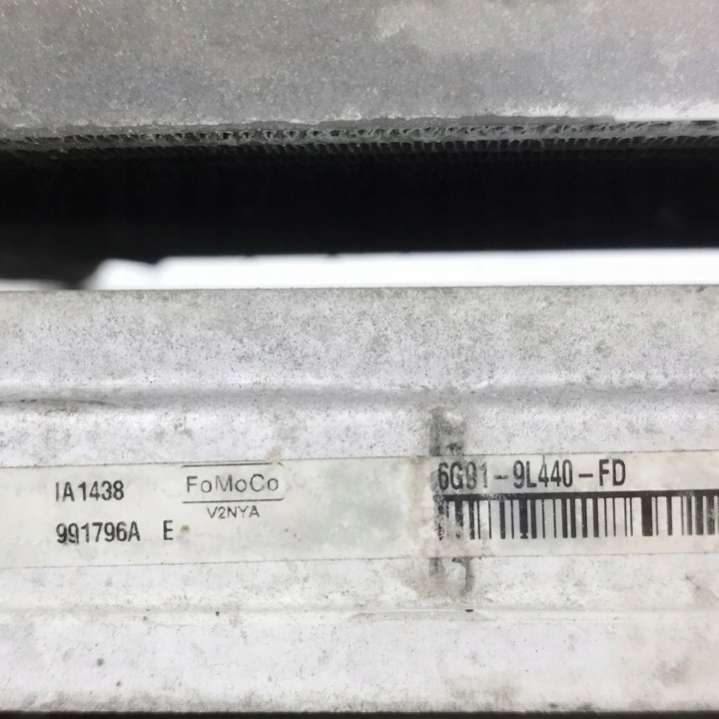 IA1438
991796A E
FoMoCo
V2NYA
6G91-9L440-FD